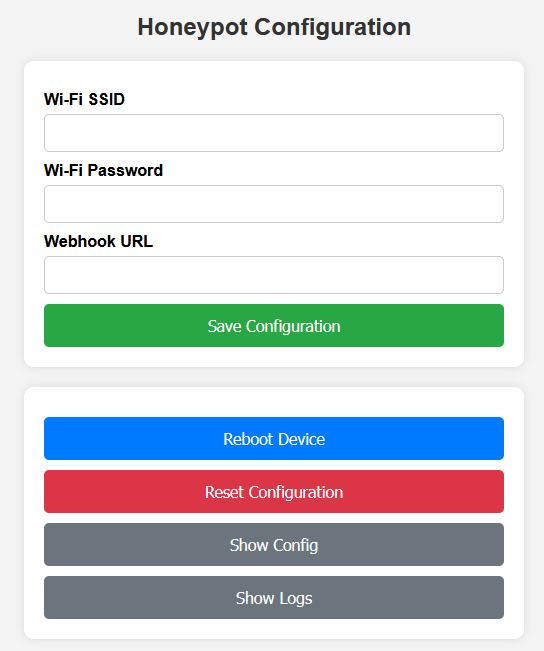 Honeypot Configuration
Wi-Fi SSID
Wi-Fi Password
Webhook URL
Save Configuration
Reboot Device
Reset Configuration
Show Config
Show Logs